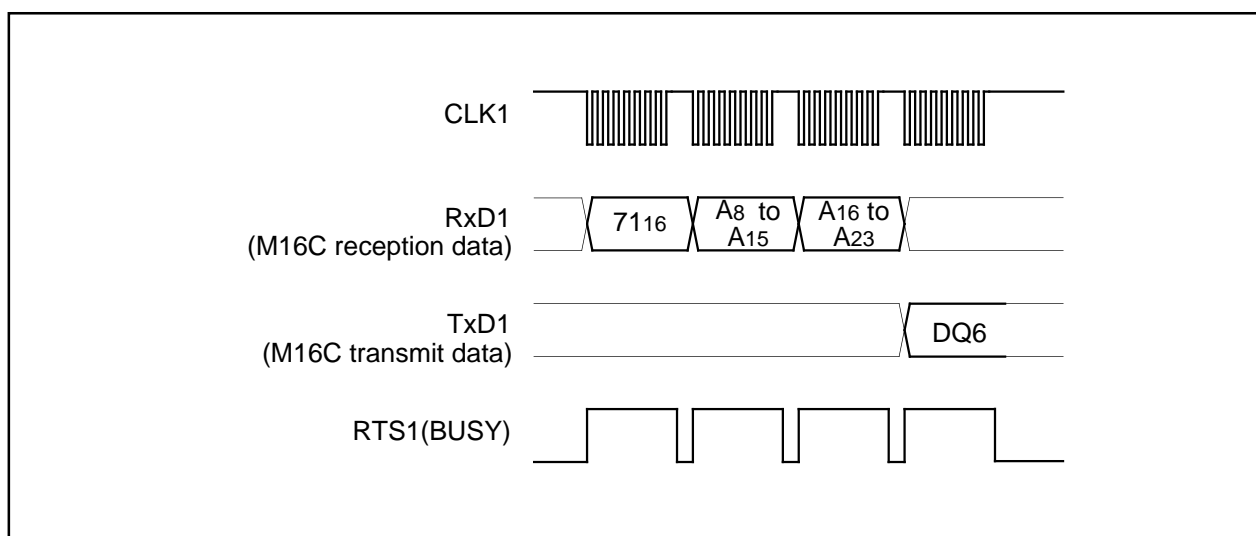 CLK1
RxD1
(M16C reception data)
7116
A8 to
A15
A16 to
A23
TxD1
(M16C transmit data)
DQ6
RTS1(BUSY)